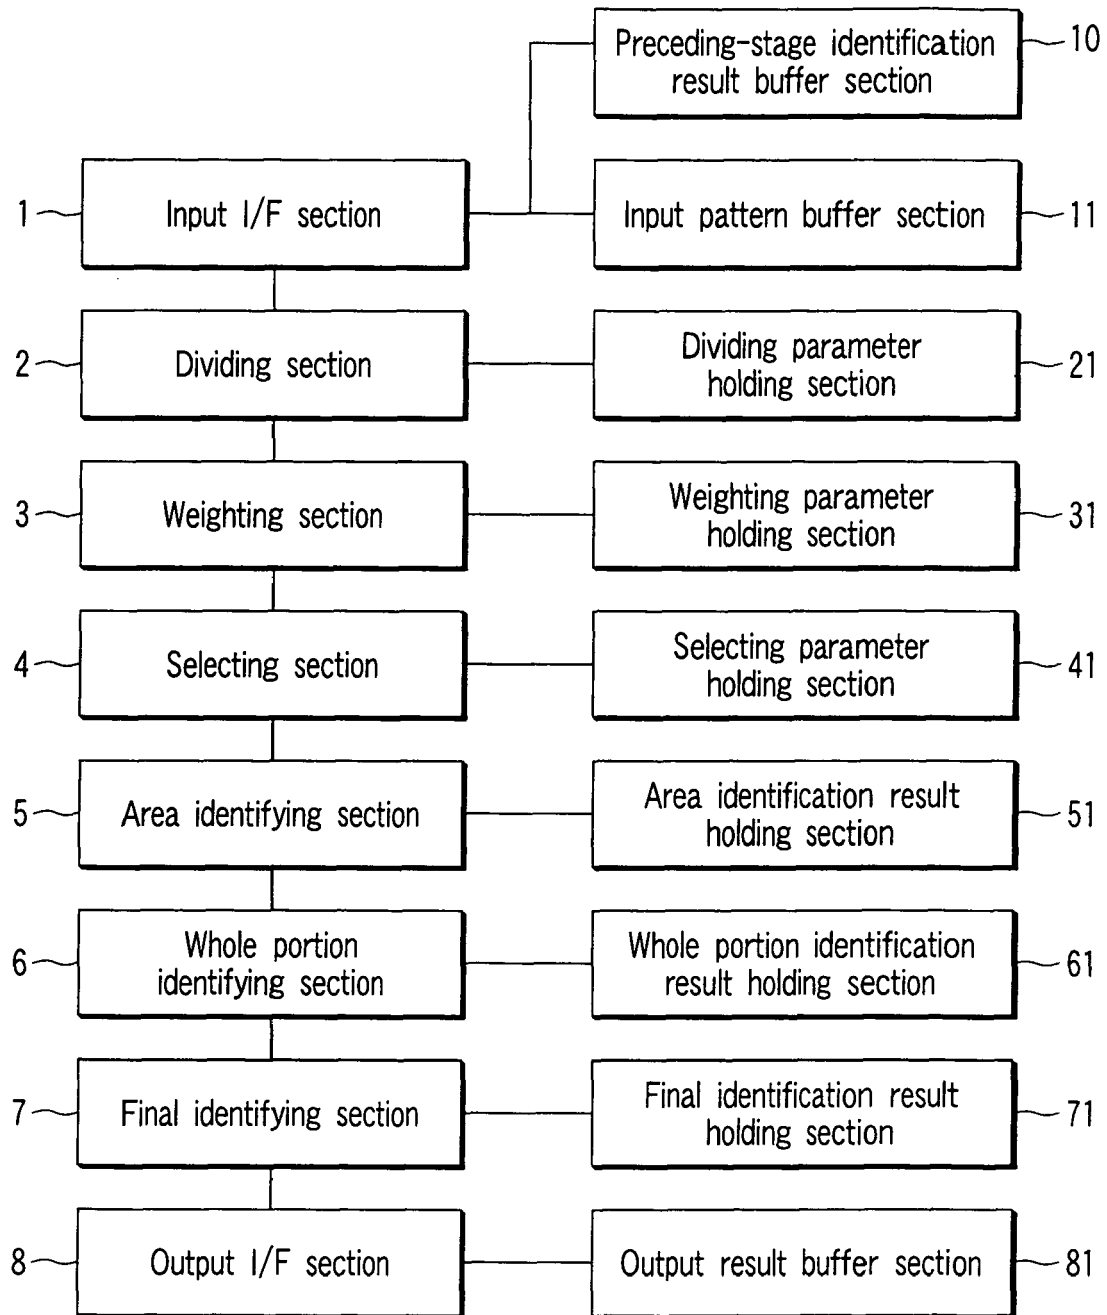 Preceding-stage identification
result buffer section
10
1
Input I/F section
Input pattern buffer section
11
2
Dividing section
Dividing parameter
holding section
21
3
Weighting section
Weighting parameter
holding section
31
4
Selecting section
Selecting parameter
holding section
41
5
Area identifying section
Area identification result
holding section
51
6
Whole portion
identifying section
Whole portion identification
result holding section
61
7
Final identifying section
Final identification result
holding section
71
8
Output I/F section
Output result buffer section
81